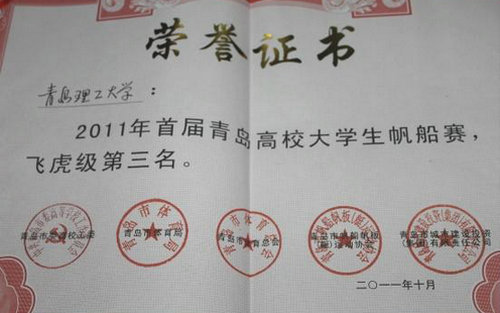 荣誉证书
青岛理工大学：
2011年首届青岛高校大学生帆船赛，
飞虎级第三名。
青岛市体育局
青岛市体育总会
二〇一一年十月